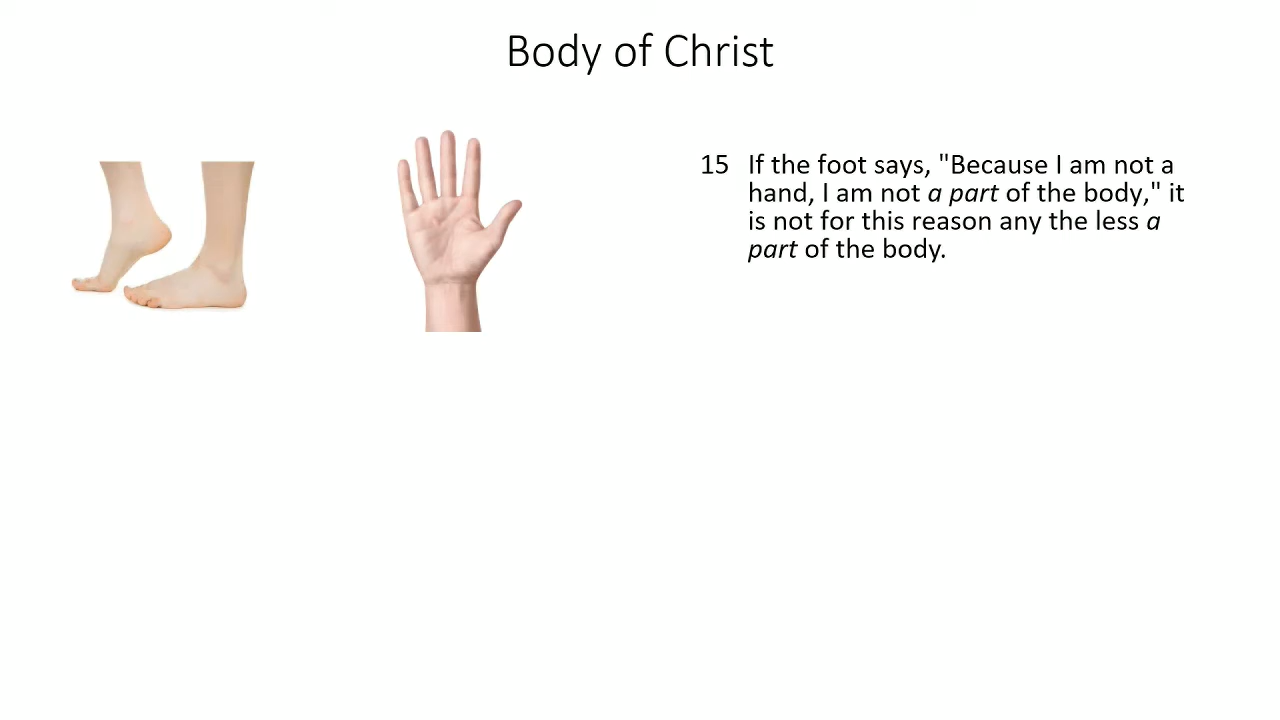 Body of Christ
15 If the foot says, "Because I am not a
hand, I am not a part of the body," it
is not for this reason any the less a
part of the body.